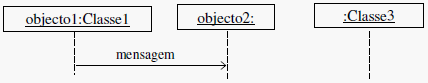 objecto1:Classe1
objecto2:
:Classe3
mensagem